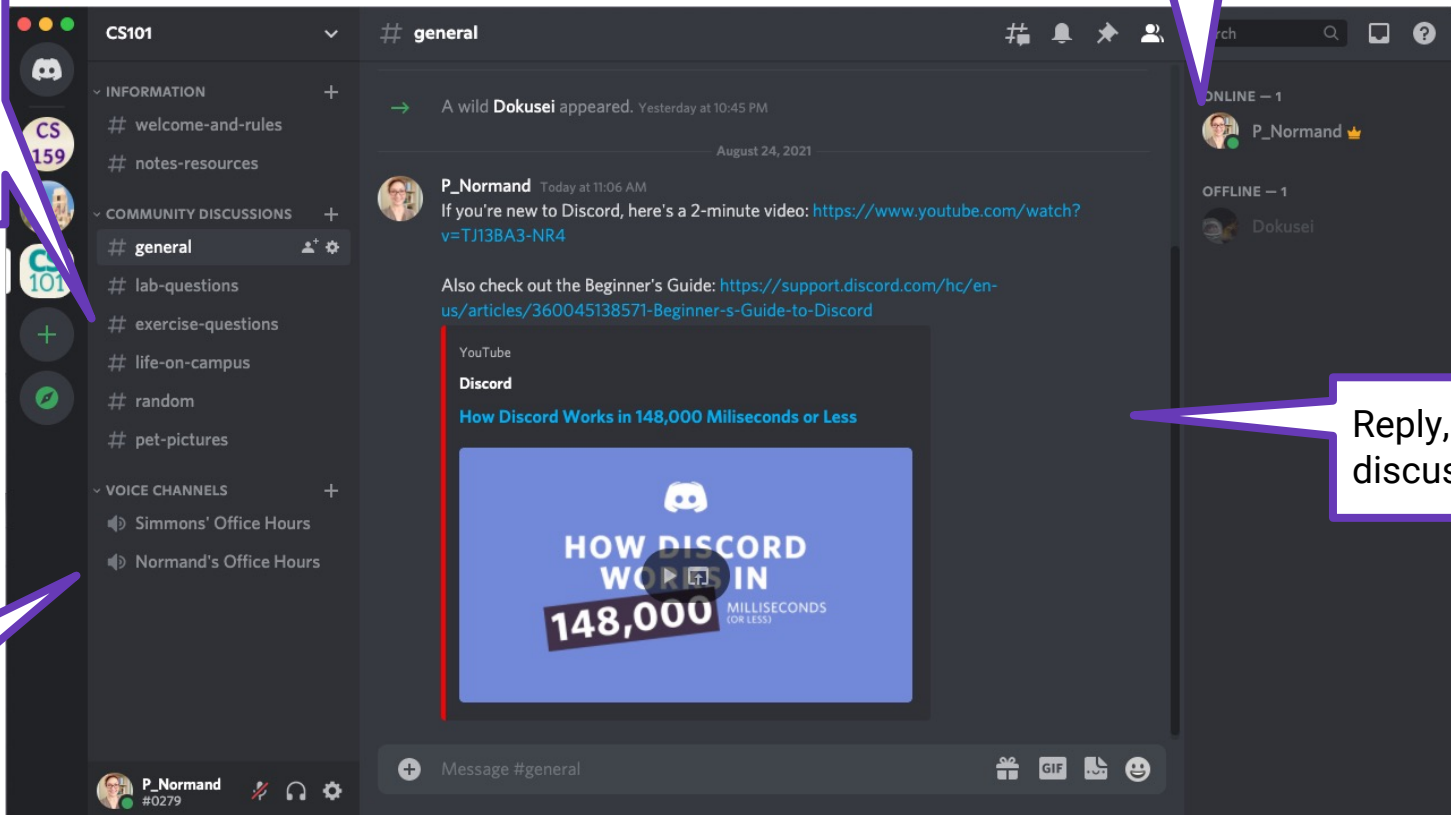 CS101
# general
rch
INFORMATION
# welcome-and-rules
# notes-resources
COMMUNITY DISCUSSIONS
# general
# lab-questions
# exercise-questions
# life-on-campus
# random
# pet-pictures
VOICE CHANNELS
Simmons' Office Hours
Normand's Office Hours
P_Normand
#0279
CS
159
CS
101
A wild Dokusei appeared. Yesterday at 10:45 PM
August 24, 2021
P_Normand Today at 11:06 AM
If you're new to Discord, here's a 2-minute video: https://www.youtube.com/watch?
v=TJ13BA3-NR4
Also check out the Beginner's Guide: https://support.discord.com/hc/en-
us/articles/360045138571-Beginner-s-Guide-to-Discord
YouTube
Discord
How Discord Works in 148,000 Miliseconds or Less
HOW DISCORD
WORKS IN
148,000 MILLISECONDS
(OR LESS)
Message #general
GIF
ONLINE — 1
P_Normand
OFFLINE — 1
Dokusei
Reply,
discus